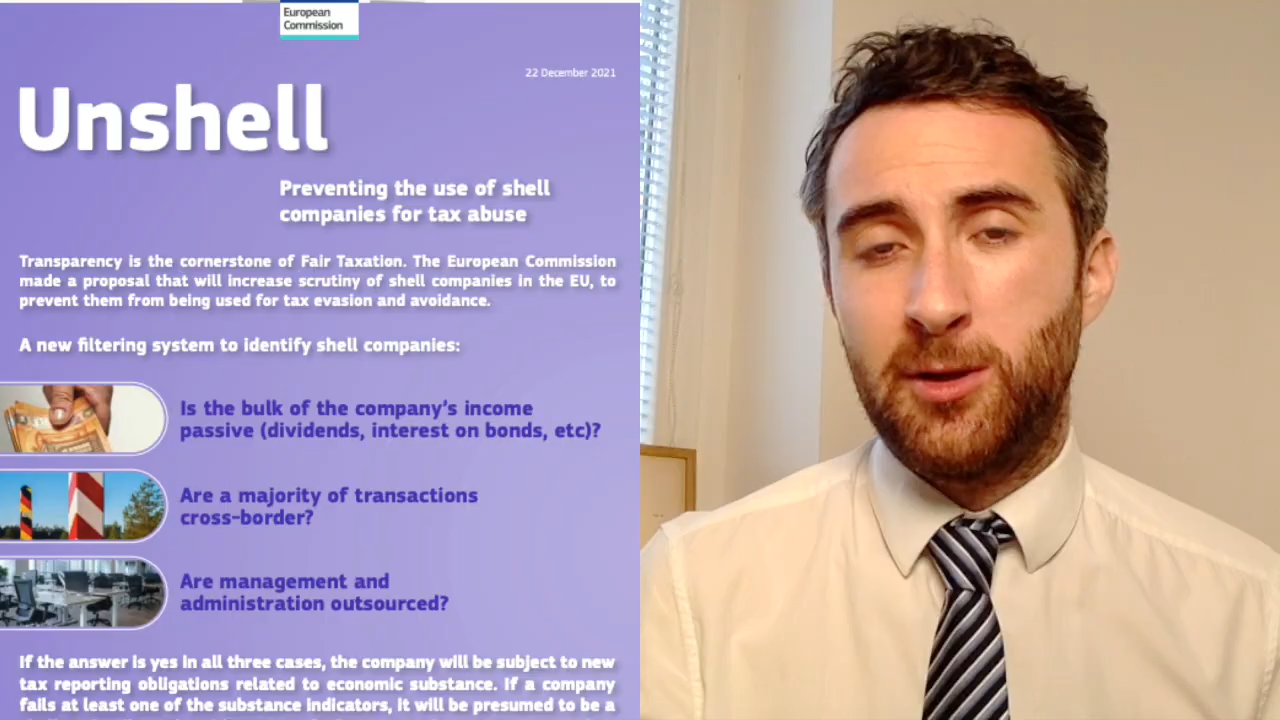 European
Commission
22 December 2021
Unshell
Preventing the use of shell
companies for tax abuse
Transparency is the cornerstone of Fair Taxation. The European Commission
made a proposal that will increase scrutiny of shell companies in the EU, to
prevent them from being used for tax evasion and avoidance.
A new filtering system to identify shell companies:
Is the bulk of the company's income
passive (dividends, interest on bonds, etc)?
Are a majority of transactions
cross-border?
Are management and
administration outsourced?
If the answer is yes in all three cases, the company will be subject to new
tax reporting obligations related to economic substance. If a company
fails at least one of the substance indicators, it will be presumed to be a